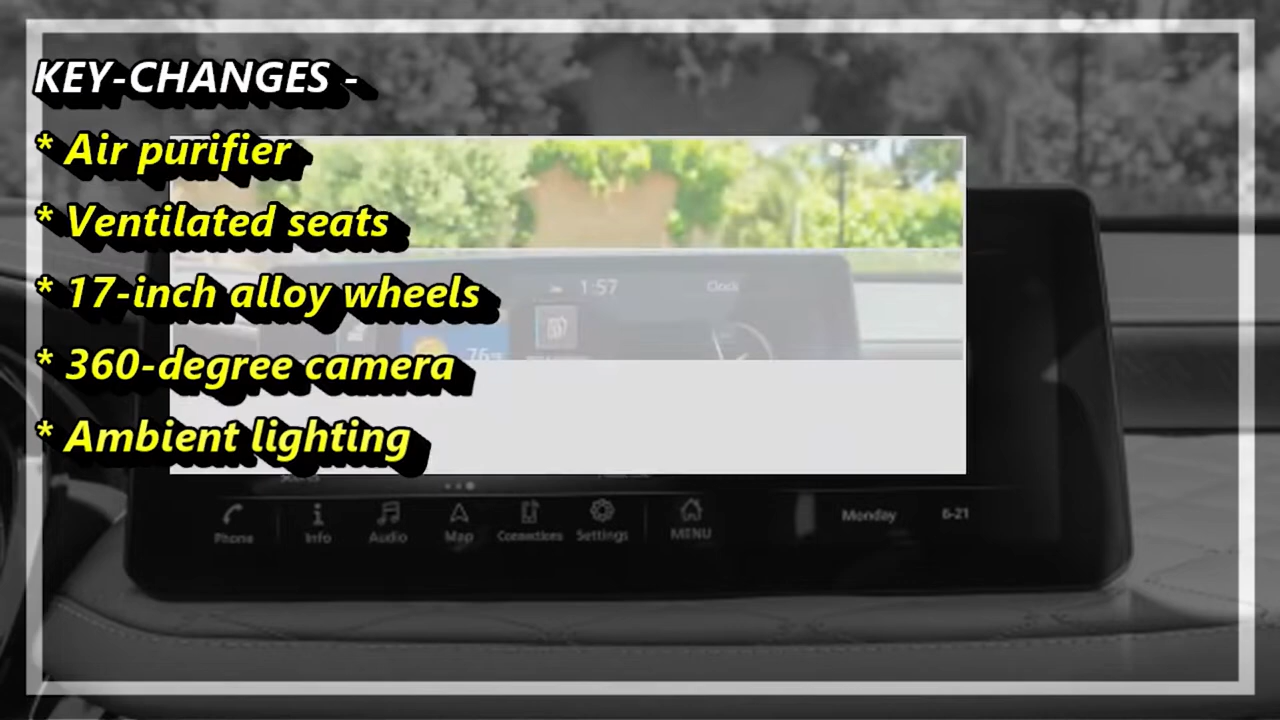 KEY-CHANGES -
* Air purifier
* Ventilated seats
* 17-inch alloy wheels
* 360-degree camera
* Ambient lighting
1:57
Clock
76
Phone
Info
Audio
Map
Connections
Settings
MENU
Monday
6-21